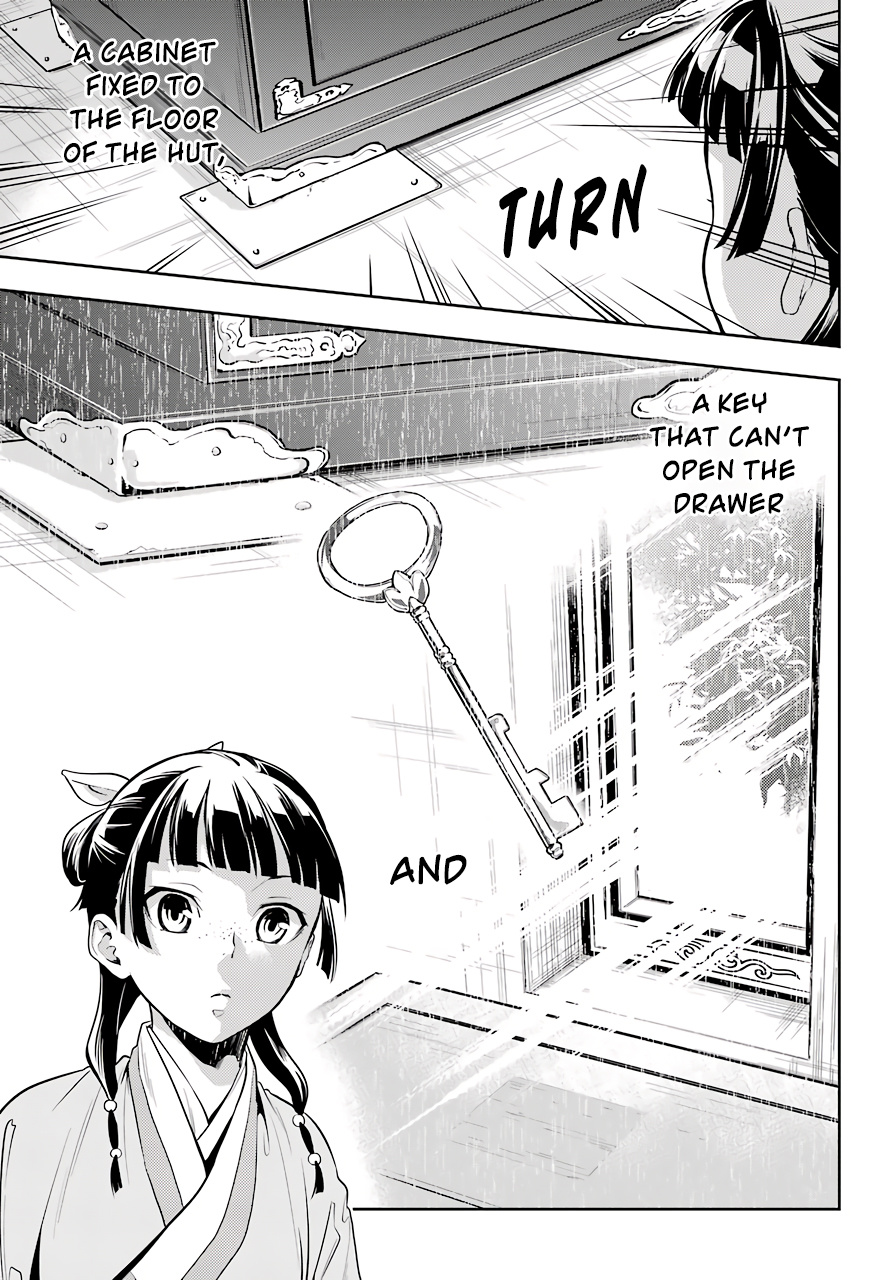 A CABINET
FIXED TO
THE FLOOR
OF THE HUT,
TURN
A KEY
THAT CAN'T
OPEN THE
DRAWER
AND